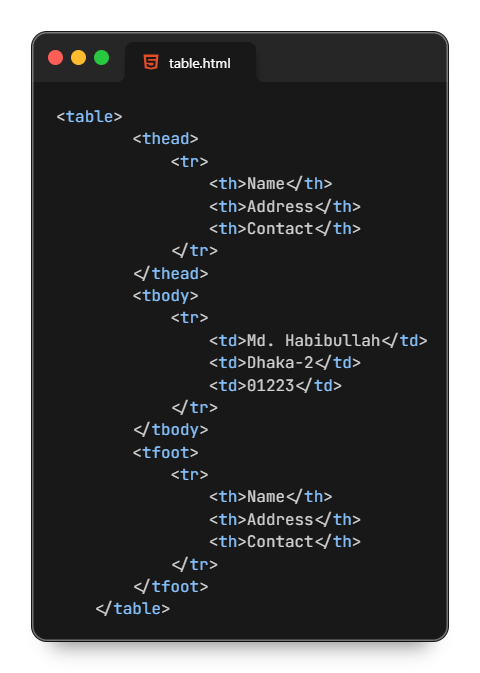 table.html
<table>
<thead>
<tr>
<th>Name</th>
<th>Address</th>
<th>Contact</th>
</tr>
</thead>
<tbody>
<tr>
<td>Md. Habibullah</td>
<td>Dhaka-2</td>
<td>01223</td>
</tr>
</tbody>
<tfoot>
<tr>
<th>Name</th>
<th>Address</th>
<th>Contact</th>
</tr>
</tfoot>
</table>